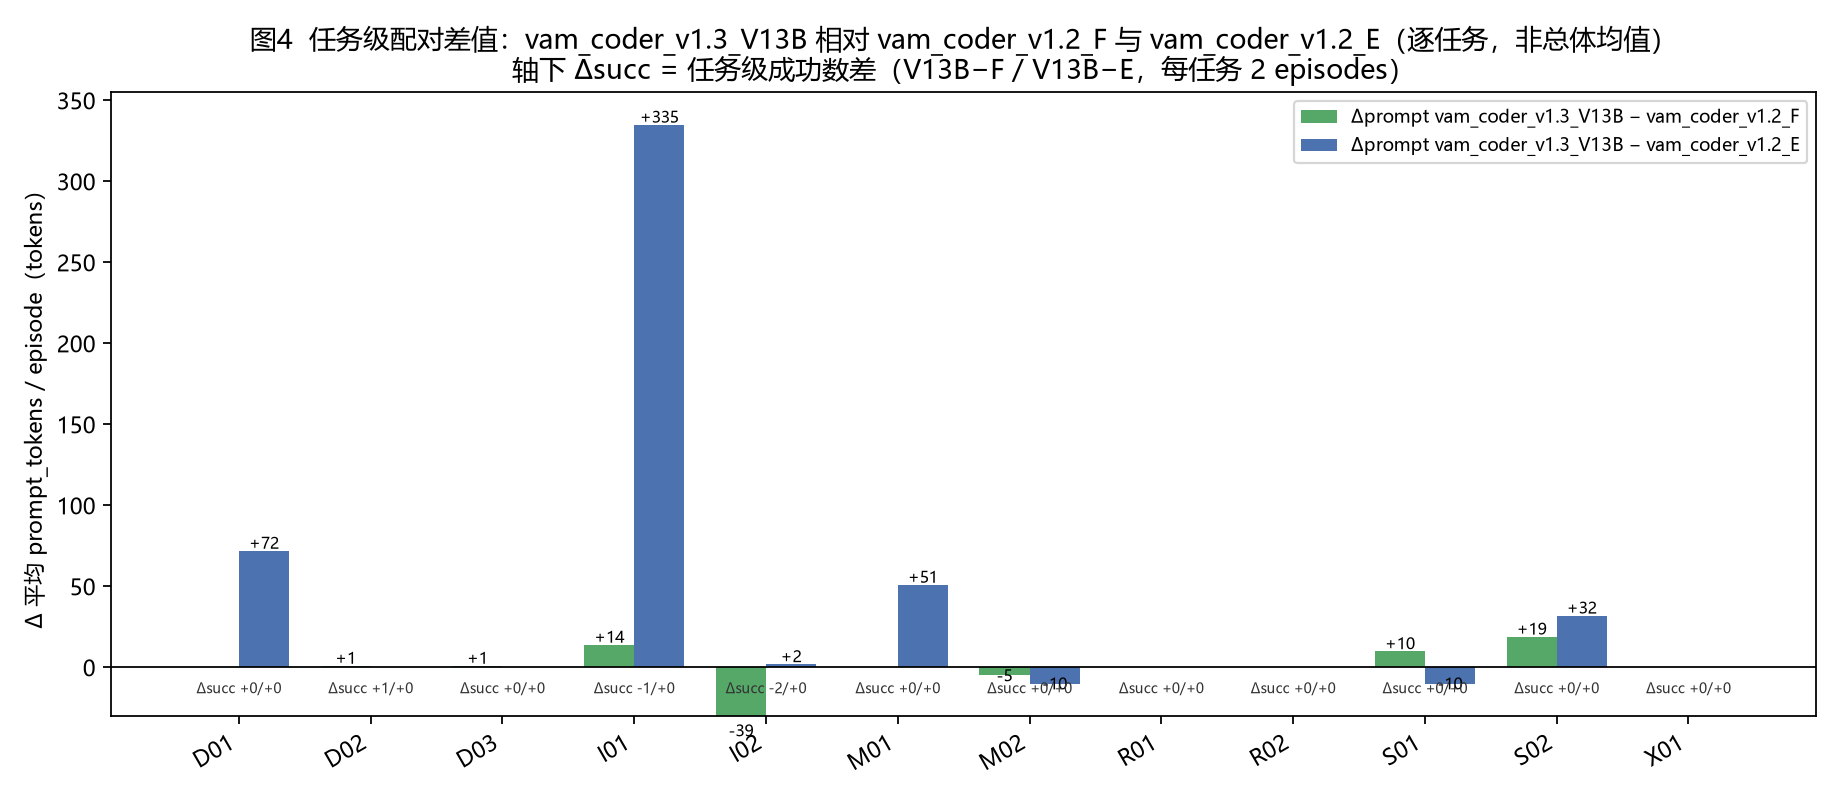 图4  任务级配对差值：vam_coder_v1.3_V13B 相对 vam_coder_v1.2_F 与 vam_coder_v1.2_E（逐任务，非总体均值）
轴下 Δsucc = 任务级成功数差（V13B−F / V13B−E，每任务 2 episodes）
Δ 平均 prompt_tokens / episode（tokens）
350
300
250
200
150
100
50
0
Δprompt vam_coder_v1.3_V13B − vam_coder_v1.2_F
Δprompt vam_coder_v1.3_V13B − vam_coder_v1.2_E
+72
+1
+1
+14
+335
-39
+2
+51
-5
-10
+10
-10
+19
+32
Δsucc +0/+0
Δsucc +1/+0
Δsucc +0/+0
Δsucc -1/+0
Δsucc -2/+0
Δsucc +0/+0
Δsucc +0/+0
Δsucc +0/+0
Δsucc +0/+0
Δsucc +0/+0
Δsucc +0/+0
Δsucc +0/+0
D01
D02
D03
I01
I02
M01
M02
R01
R02
S01
S02
X01